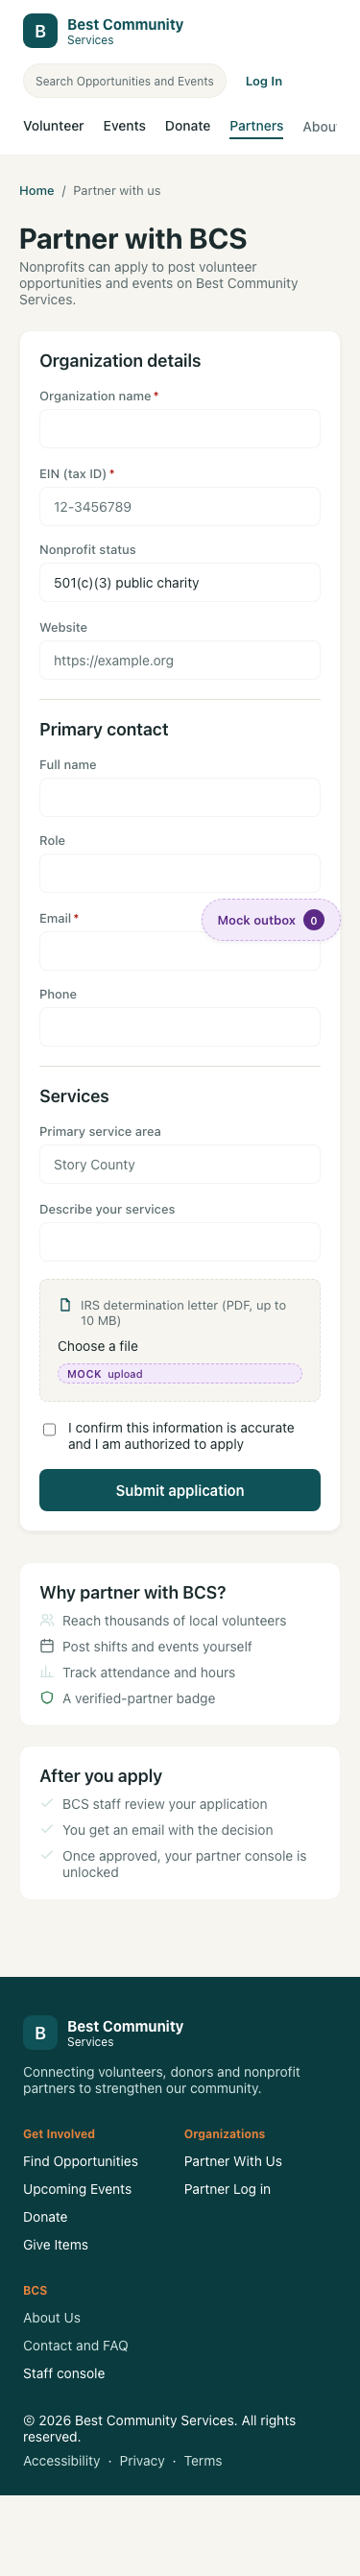 B
Best Community
Services
Search Opportunities and Events
Log In
Volunteer Events Donate Partners Abou
Home / Partner with us
Partner with BCS
Nonprofits can apply to post volunteer
opportunities and events on Best Community
Services.
Organization details
Organization name *
EIN (tax ID) *
12-3456789
Nonprofit status
501(c)(3) public charity
Website
https://example.org
Primary contact
Full name
Role
Email *
Mock outbox 0
Phone
Services
Primary service area
Story County
Describe your services
IRS determination letter (PDF, up to
10 MB)
Choose a file
MOCK upload
I confirm this information is accurate
and I am authorized to apply
Submit application
Why partner with BCS?
Reach thousands of local volunteers
Post shifts and events yourself
Track attendance and hours
A verified-partner badge
After you apply
BCS staff review your application
You get an email with the decision
Once approved, your partner console is
unlocked
B
Best Community
Services
Connecting volunteers, donors and nonprofit
partners to strengthen our community.
Get Involved
Find Opportunities
Upcoming Events
Donate
Give Items
Organizations
Partner With Us
Partner Log in
BCS
About Us
Contact and FAQ
Staff console
© 2026 Best Community Services. All rights
reserved.
Accessibility · Privacy · Terms